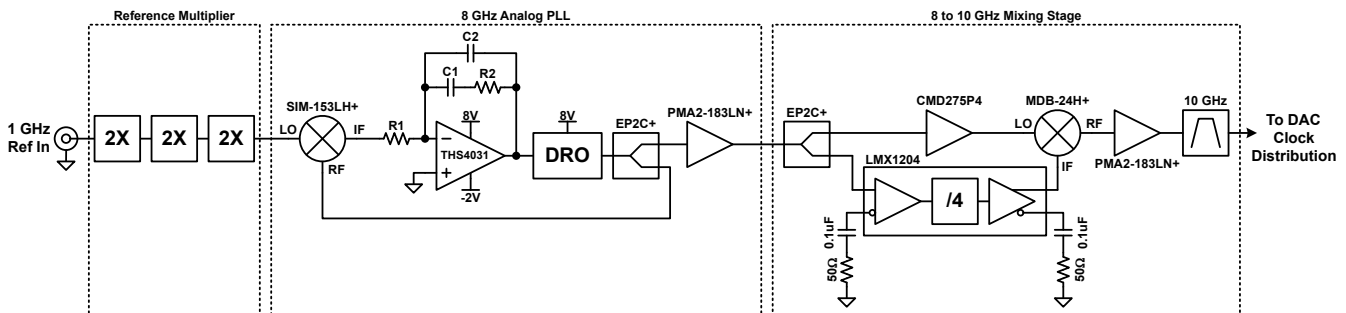 Reference Multiplier
8 GHz Analog PLL
8 to 10 GHz Mixing Stage
1 GHz
Ref In
2X
2X
2X
SIM-153LH+
LO
IF
RF
R1
C2
C1
R2
8V
THS4031
-2V
8V
DRO
EP2C+
PMA2-183LN+
EP2C+
CMD275P4
LMX1204
/4
0.1uF
50Ω
0.1uF
50Ω
MDB-24H+
LO
RF
IF
PMA2-183LN+
10 GHz
To DAC
Clock
Distribution